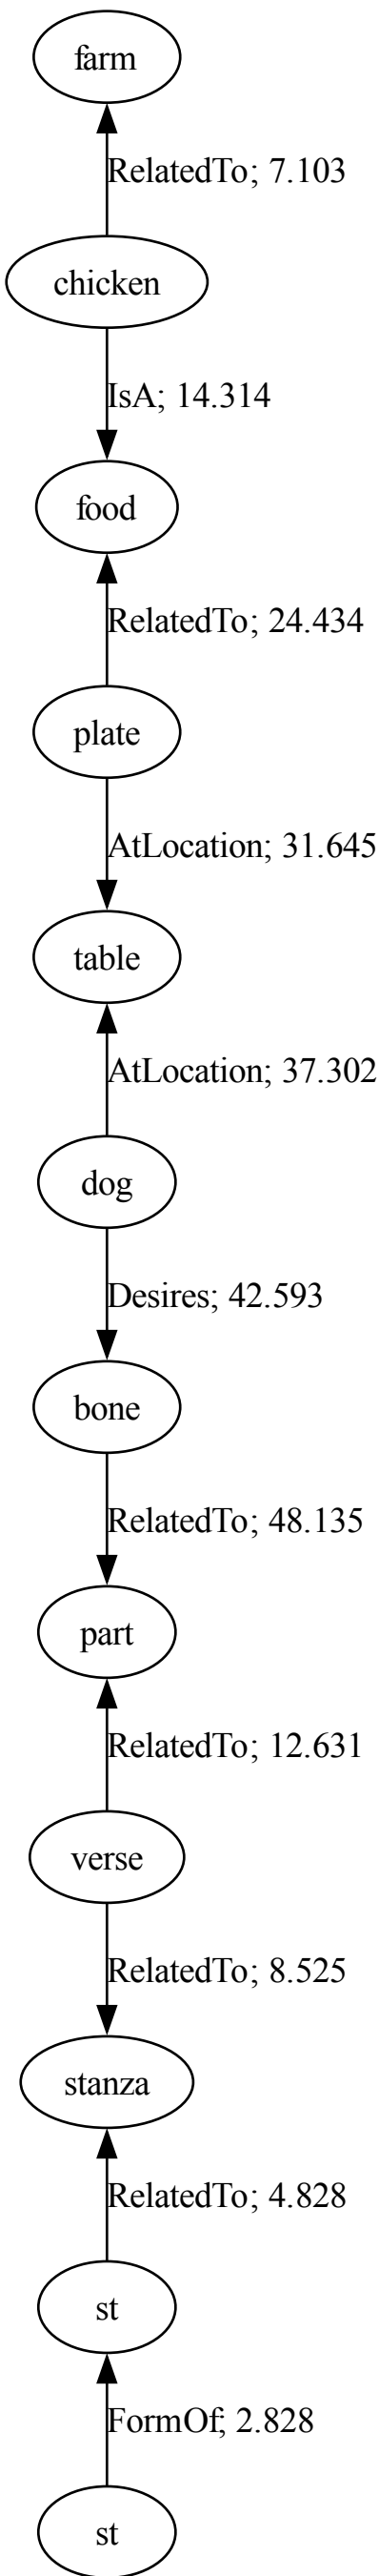 farm
RelatedTo; 7.103
chicken
IsA; 14.314
food
RelatedTo; 24.434
plate
AtLocation; 31.645
table
AtLocation; 37.302
dog
Desires; 42.593
bone
RelatedTo; 48.135
part
RelatedTo; 12.631
verse
RelatedTo; 8.525
stanza
RelatedTo; 4.828
st
FormOf; 2.828
st